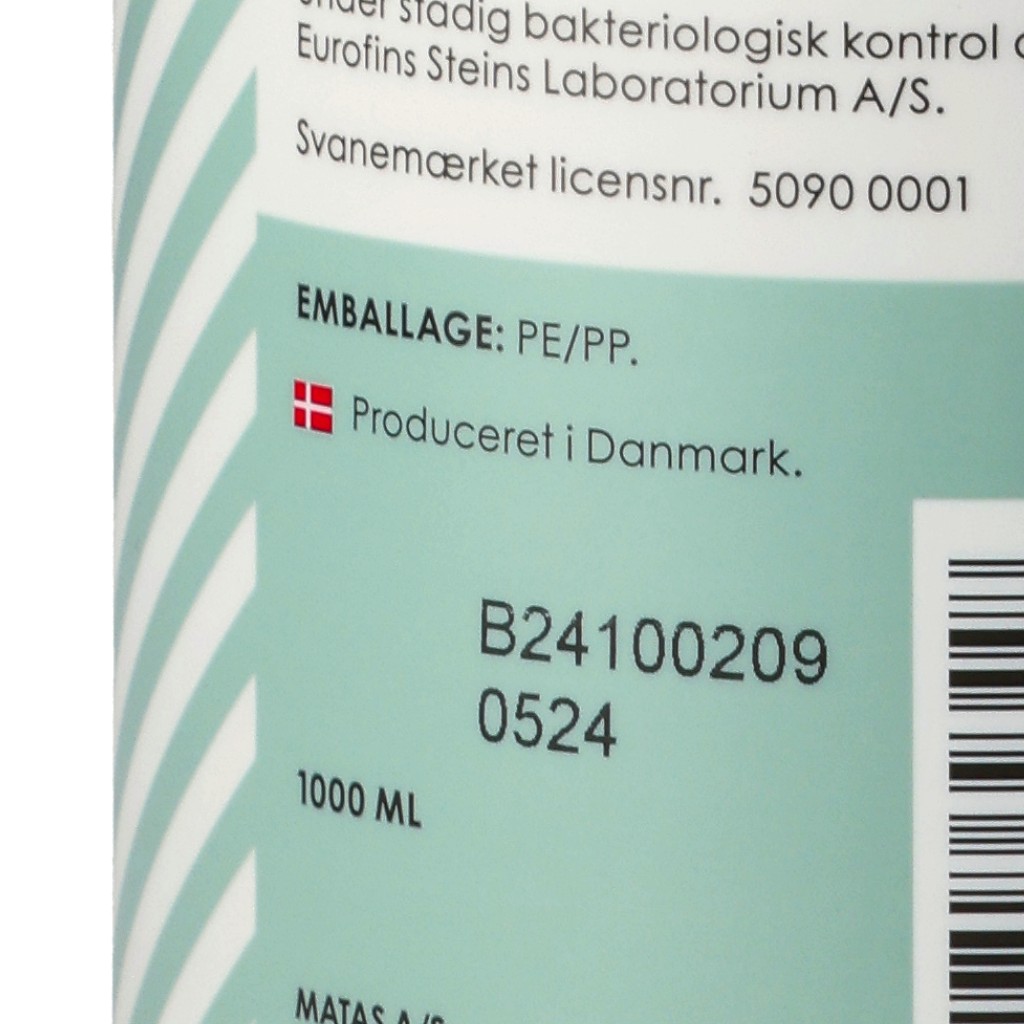 under stadig bakteriologisk kontrol
Eurofins Steins Laboratorium A/S.
Svanemærket licensnr. 5090 0001
EMBALLAGE: PE/PP.
Produceret i Danmark.
B24100209
0524
1000 ML
MATAS A/S